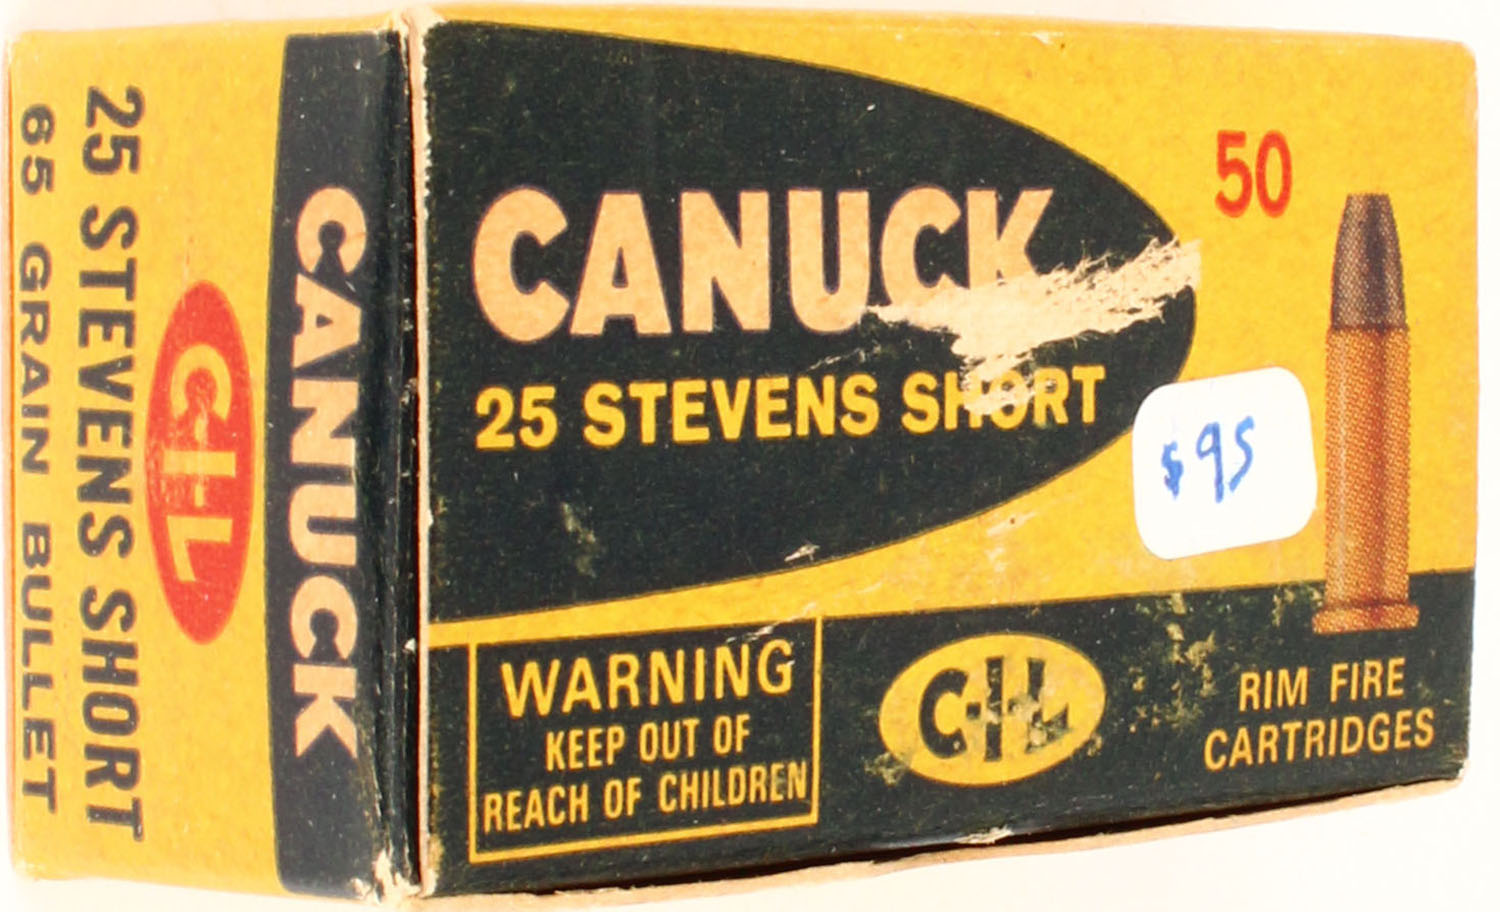 CANUCK
25 STEVENS SHORT
50
$95
WARNING
KEEP OUT OF
REACH OF CHILDREN
C-I-L
RIM FIRE
CARTRIDGES
CANUCK
C-I-L
25 STEVENS SHORT
65 GRAIN BULLET